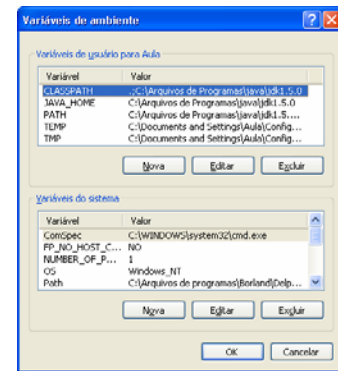 Variáveis de ambiente
Variáveis de usuário para Aula
Variável Valor
CLASSPATH .;C:\Arquivos de Programas\java\jdk1.5.0
JAVA_HOME C:\Arquivos de Programas\java\jdk1.5.0
PATH C:\Arquivos de Programas\java\jdk1.5....
TEMP C:\Documents and Settings\Aula\Config...
TMP C:\Documents and Settings\Aula\Config...
Nova Editar Excluir
Variáveis do sistema
Variável Valor
ComSpec C:\WINDOWS\system32\cmd.exe
FP_NO_HOST_C... NO
NUMBER_OF_P... 1
OS Windows_NT
Path C:\Arquivos de programas\Borland\Delp...
Nova Editar Excluir
OK Cancelar